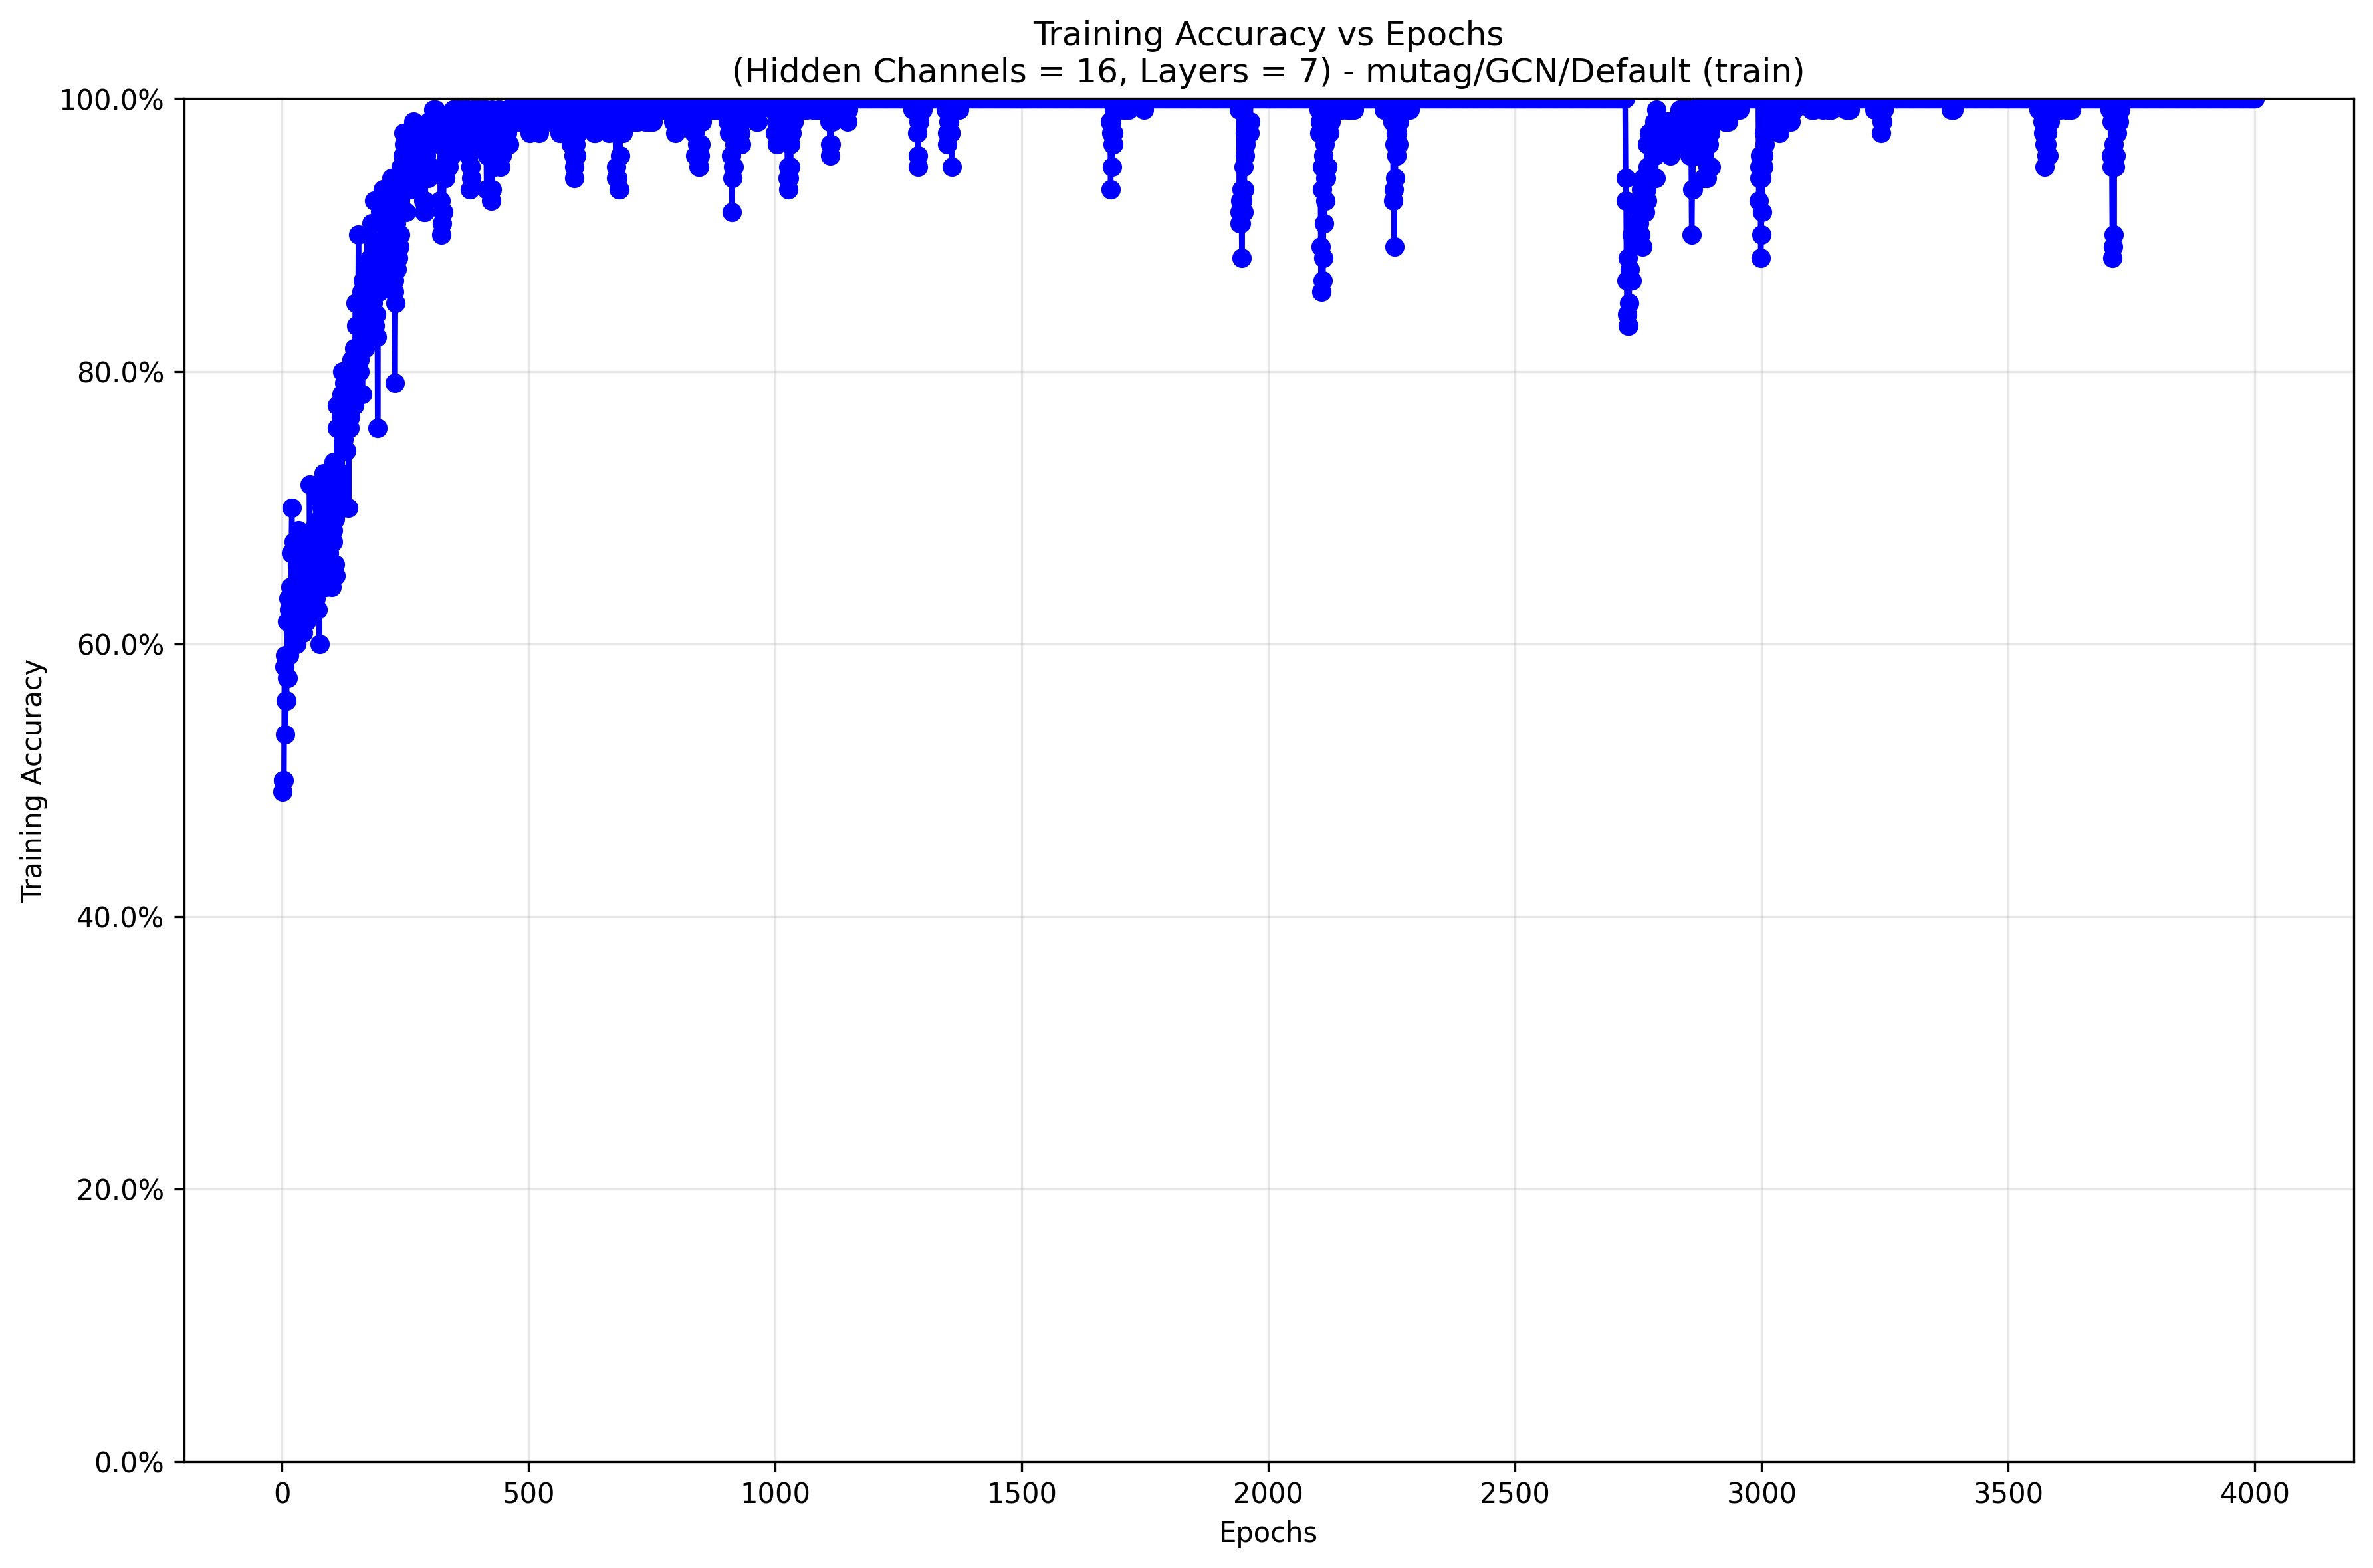 Training Accuracy vs Epochs
(Hidden Channels = 16, Layers = 7) - mutag/GCN/Default (train)
100.0%
80.0%
60.0%
40.0%
20.0%
0.0%
Training Accuracy
0 500 1000 1500 2000 2500 3000 3500 4000
Epochs